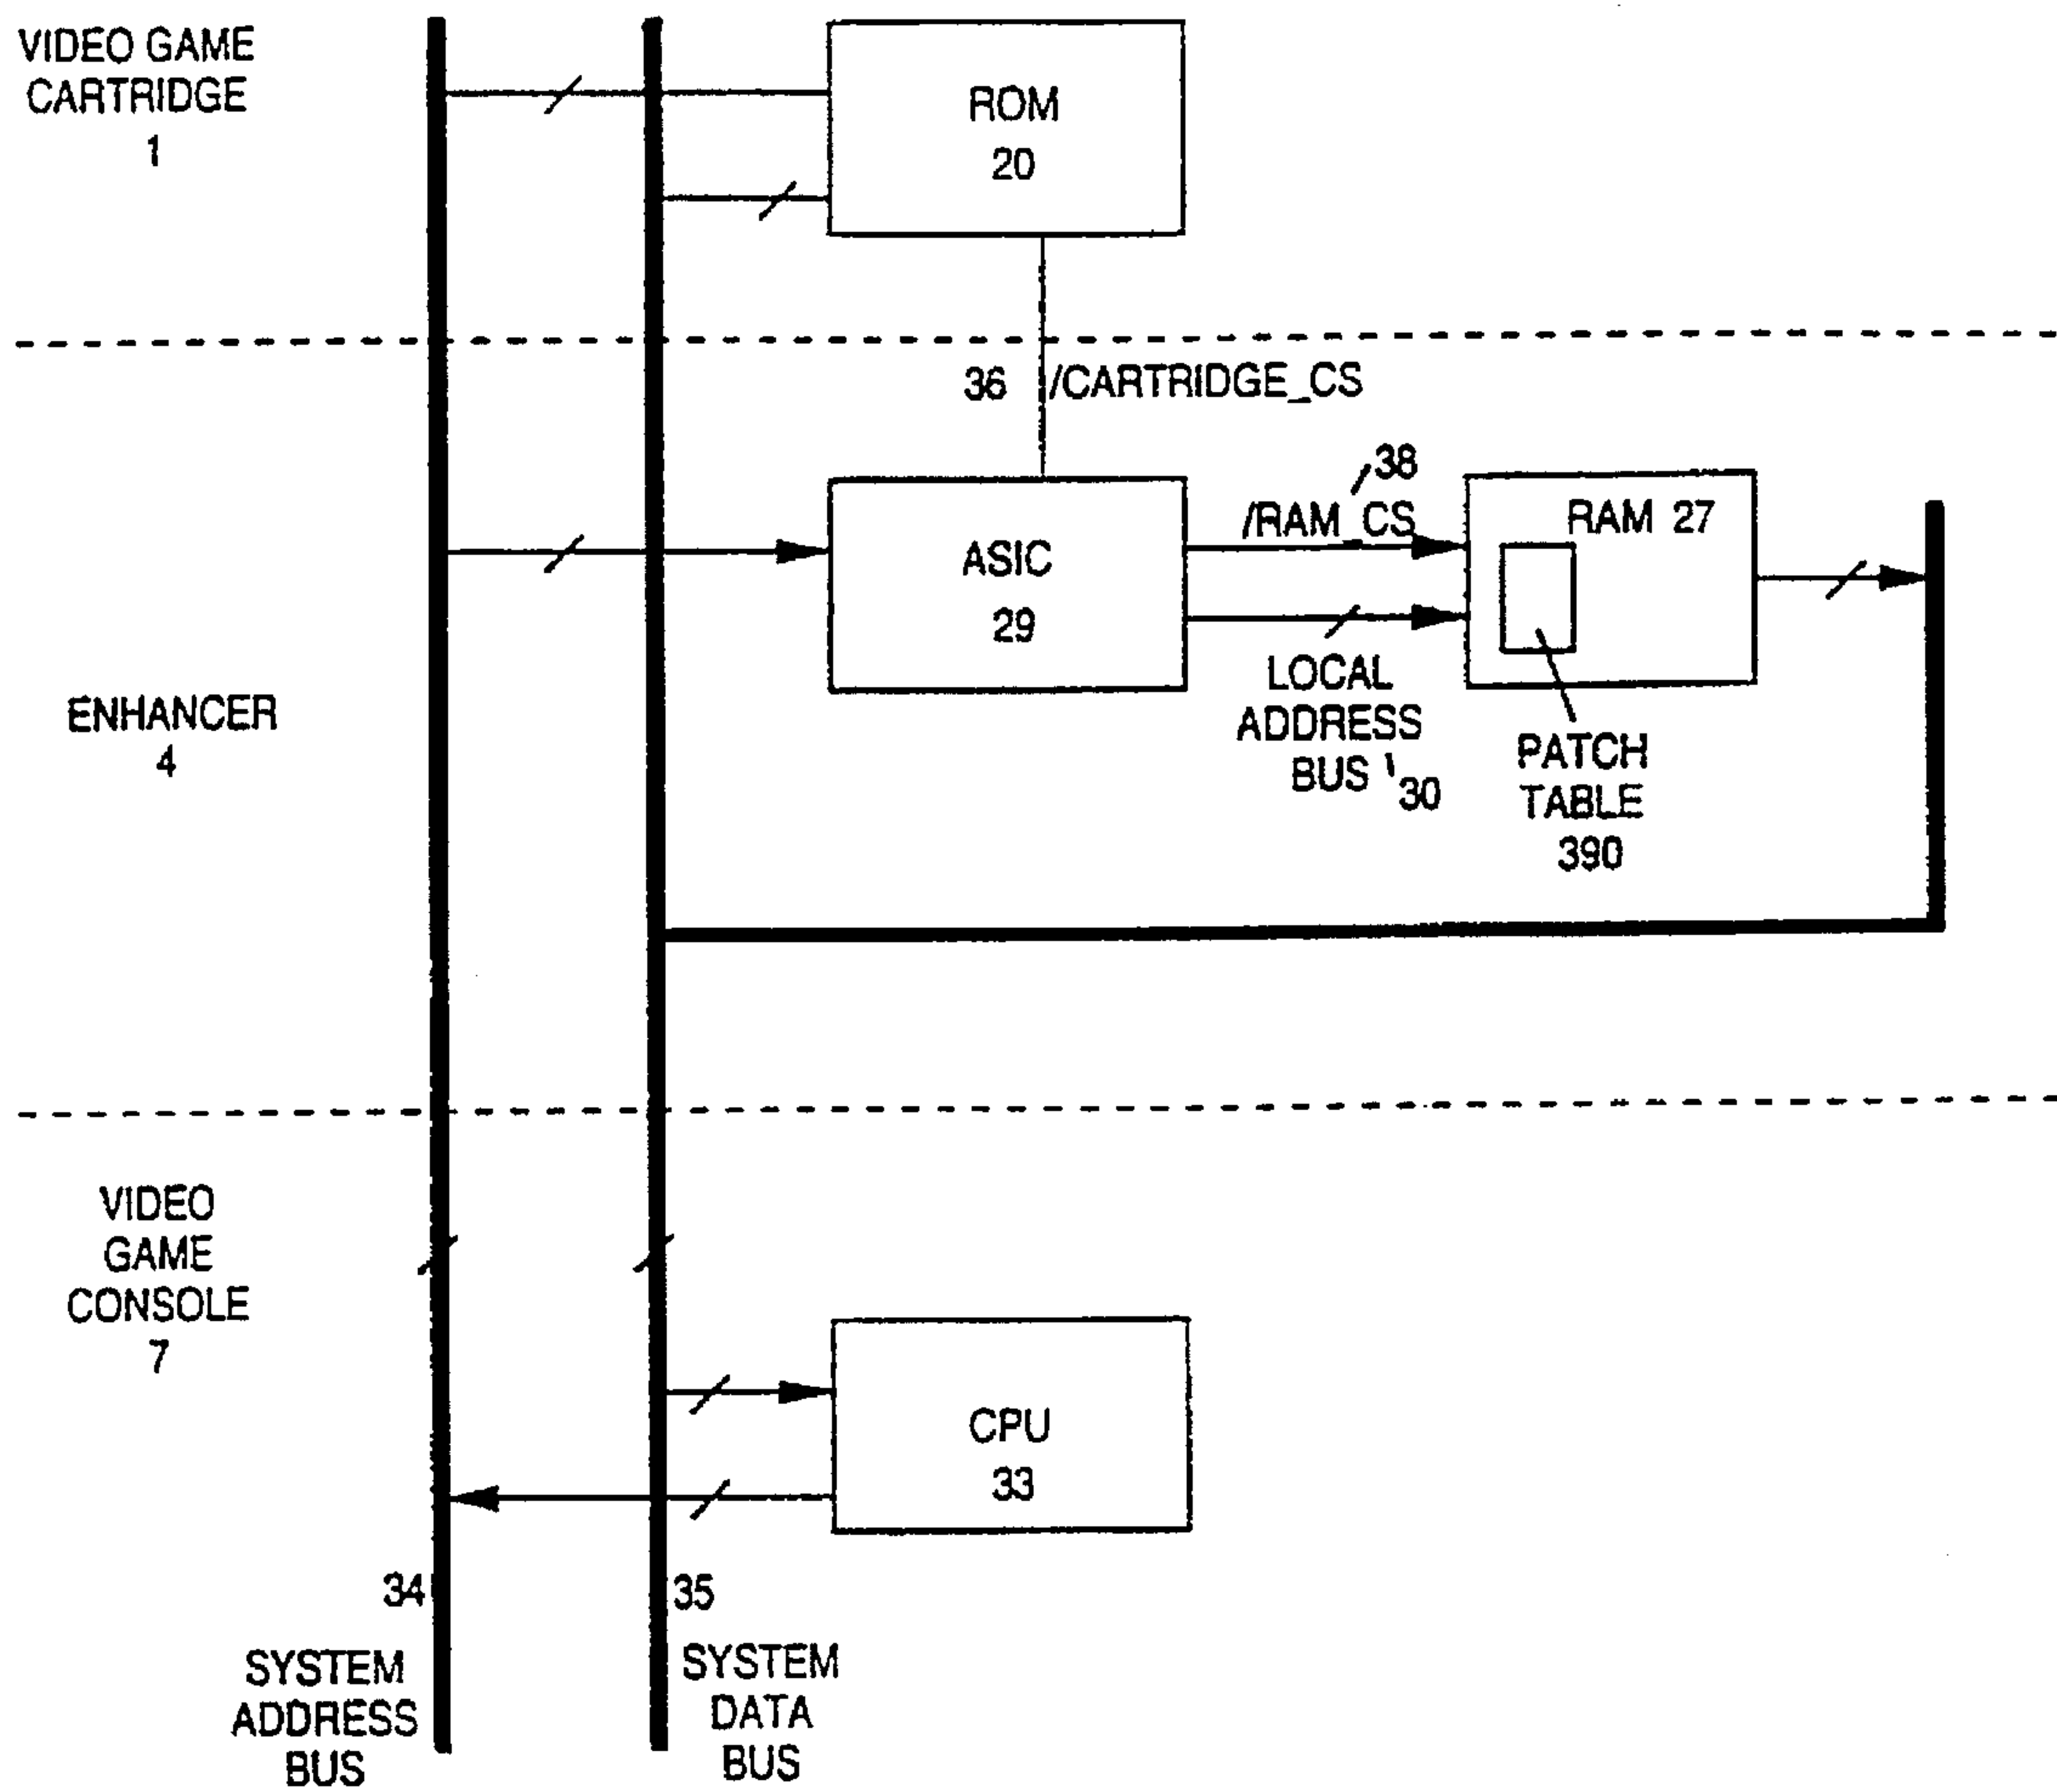 VIDEO GAME
CARTRIDGE
1
ROM
20
36
/CARTRIDGE_CS
38
/RAM_CS
RAM 27
ASIC
29
LOCAL
ADDRESS
BUS
30
PATCH
TABLE
390
ENHANCER
4
VIDEO
GAME
CONSOLE
7
CPU
33
34
35
SYSTEM
ADDRESS
BUS
SYSTEM
DATA
BUS